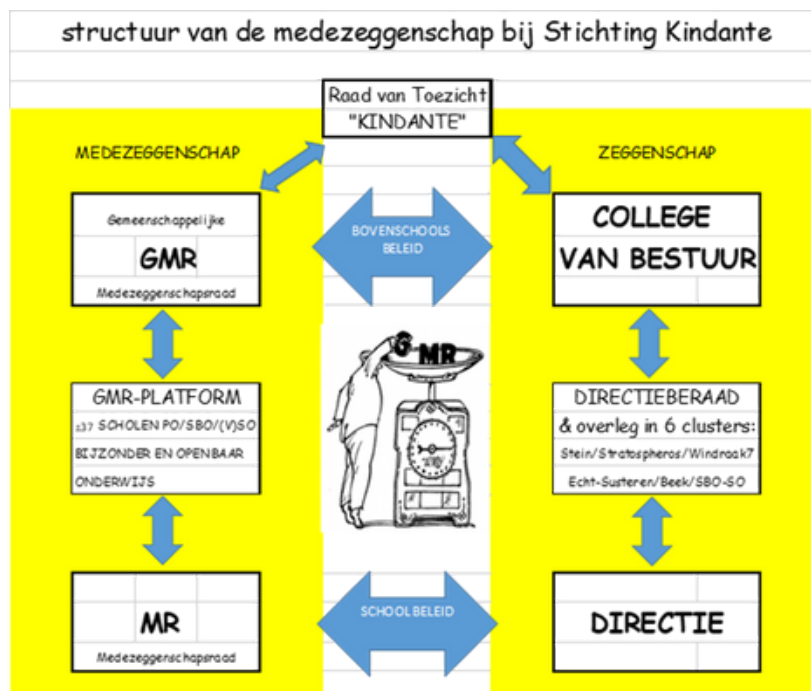 structuur van de medezeggenschap bij Stichting Kindante
Raad van Toezicht
"KINDANTE"
MEDEZEGGENSCHAP
ZEGGENSCHAP
Gemeenschappelijke
GMR
Medezeggenschapsraad
BOVENSCHOOLS
BELEID
COLLEGE
VAN BESTUUR
G MR
GMR-PLATFORM
±37 SCHOLEN PO/SBO/(V)SO
BIJZONDER EN OPENBAAR
ONDERWIJS
DIRECTIEBERAAD
& overleg in 6 clusters:
Stein/Stratospheros/Windraak7
Echt-Susteren/Beek/SBO-SO
MR
Medezeggenschapsraad
SCHOOLBELEID
DIRECTIE